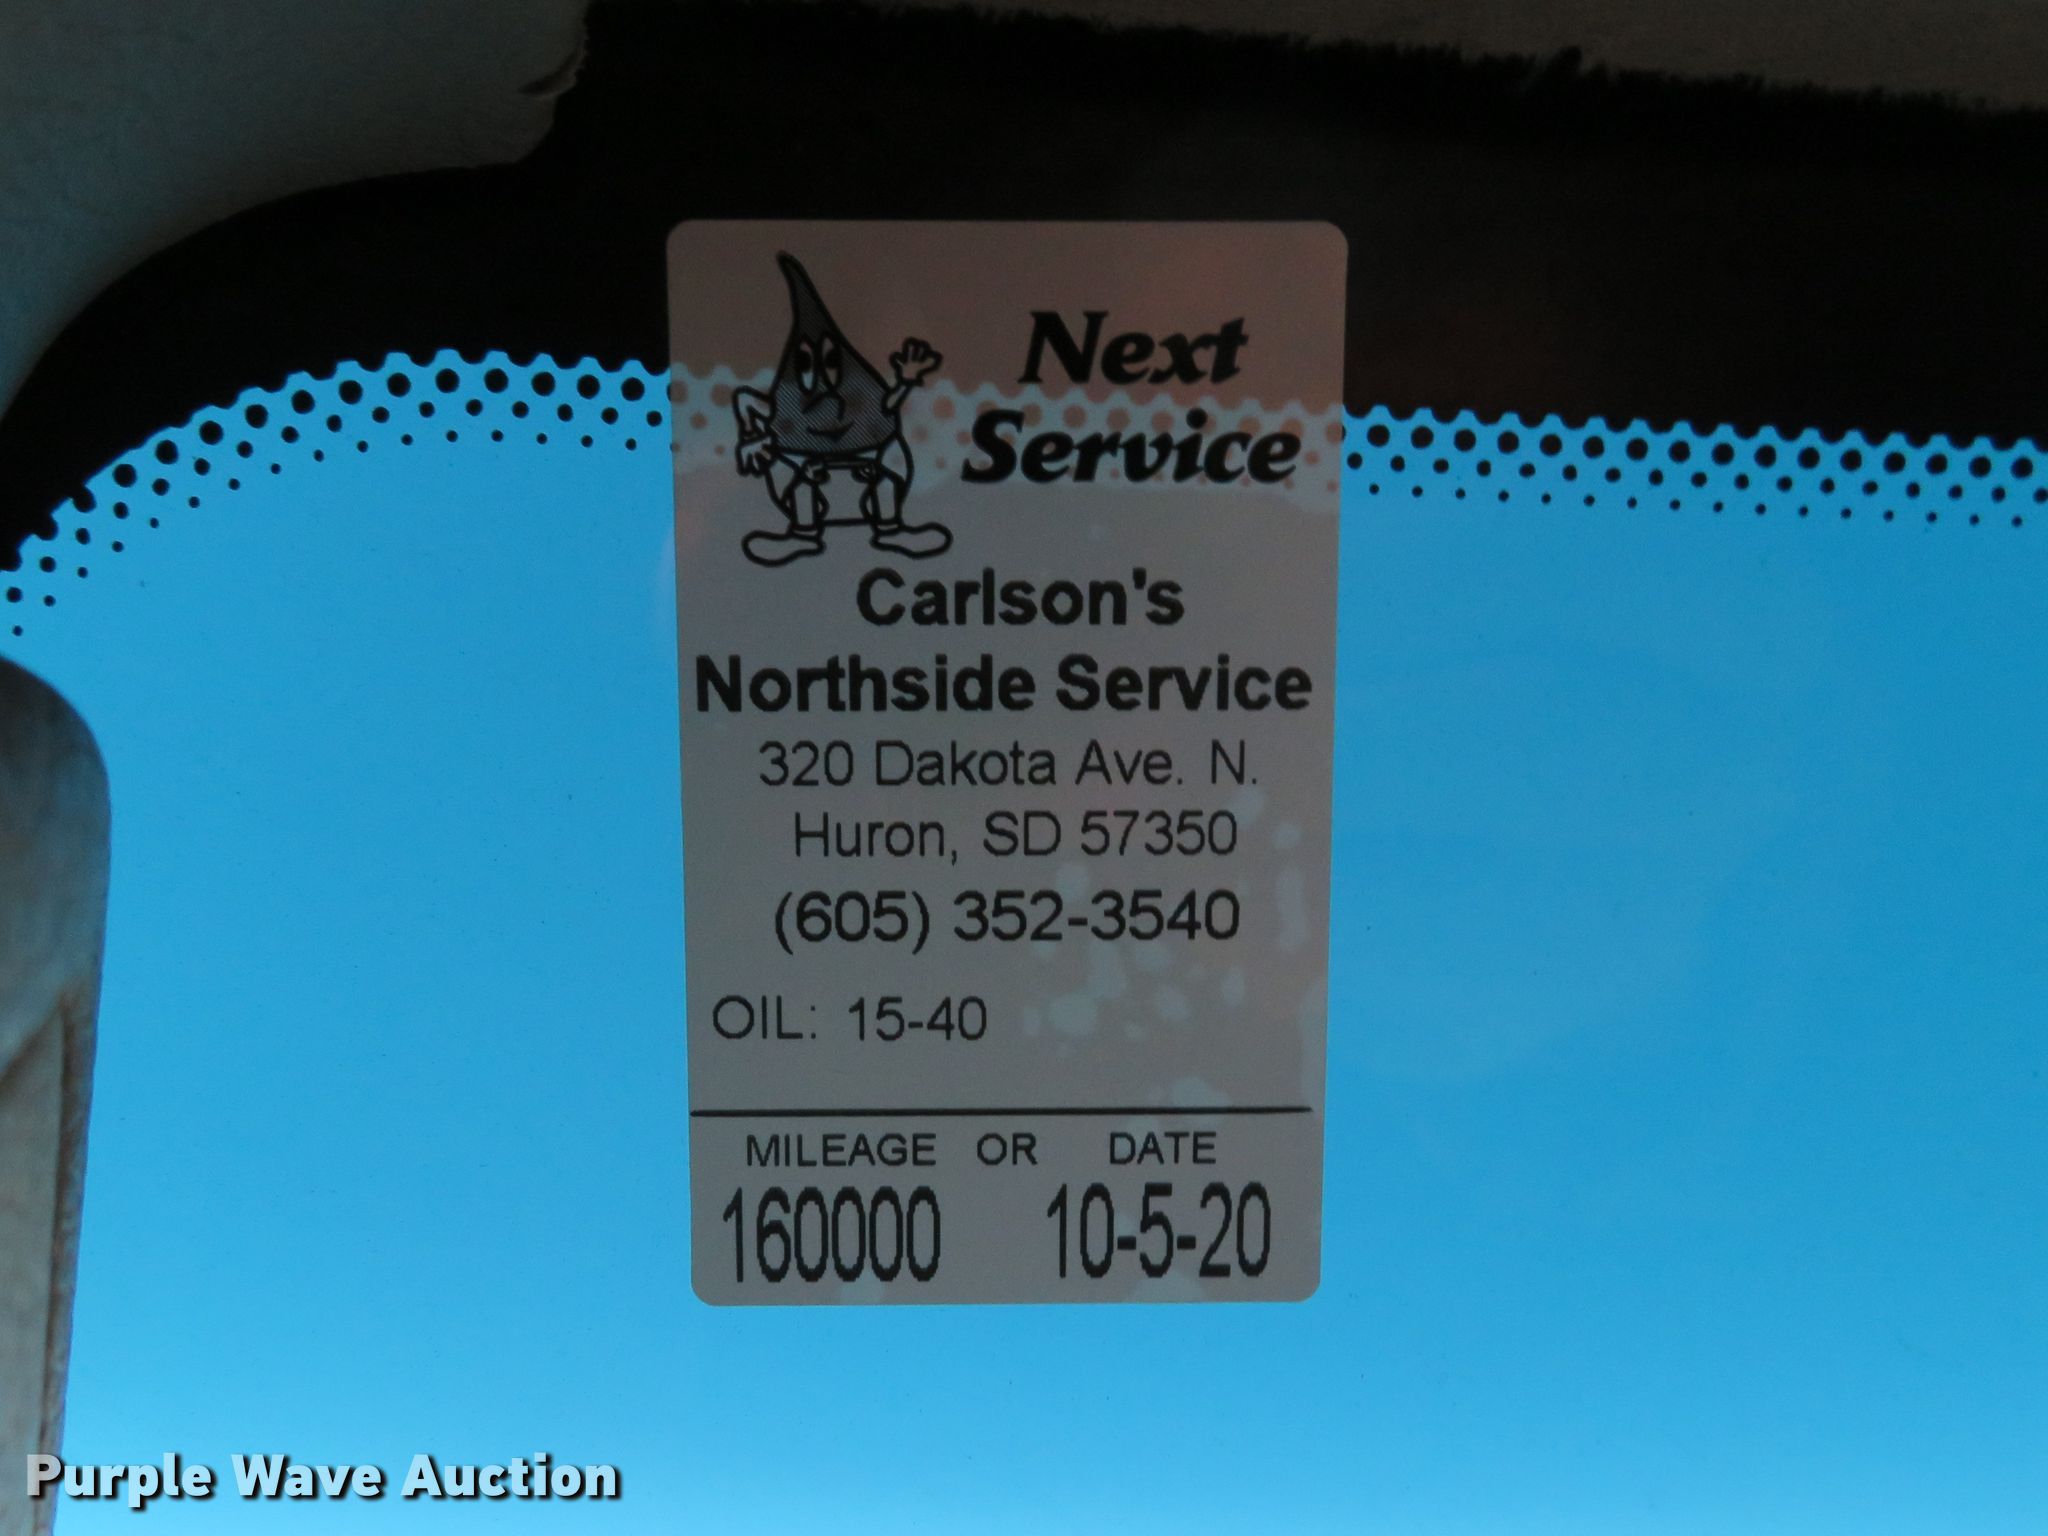 Next
Service
Carlson's
Northside Service
320 Dakota Ave. N.
Huron, SD 57350
(605) 352-3540
OIL: 15-40
MILEAGE OR DATE
160000 10-5-20
Purple Wave Auction